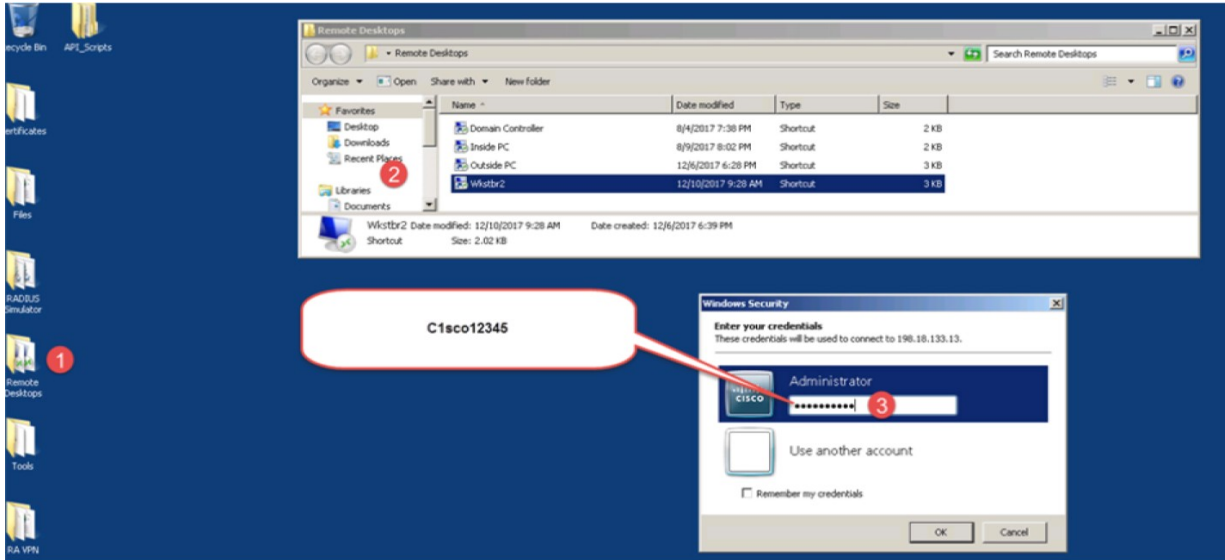 ecycle Bin
API_Scripts
ertificates
Files
RADIUS
Simulator
1
Remote
Desktops
Tools
RA VPN
Remote Desktops
Remote Desktops
Search Remote Desktops
Organize
Open
Share with
New folder
Favorites
Desktop
Downloads
Recent Places
2
Libraries
Documents
Name
Date modified
Type
Size
Domain Controller 8/4/2017 7:38 PM Shortcut 2 KB
Inside PC 8/9/2017 8:02 PM Shortcut 2 KB
Outside PC 12/6/2017 6:28 PM Shortcut 3 KB
Wkstbr2 12/10/2017 9:28 AM Shortcut 3 KB
Wkstbr2 Date modified: 12/10/2017 9:28 AM Date created: 12/6/2017 6:39 PM
Shortcut Size: 2.02 KB
C1sco12345
Windows Security
Enter your credentials
These credentials will be used to connect to 198.18.133.13.
CISCO
Administrator
3
Use another account
Remember my credentials
OK
Cancel